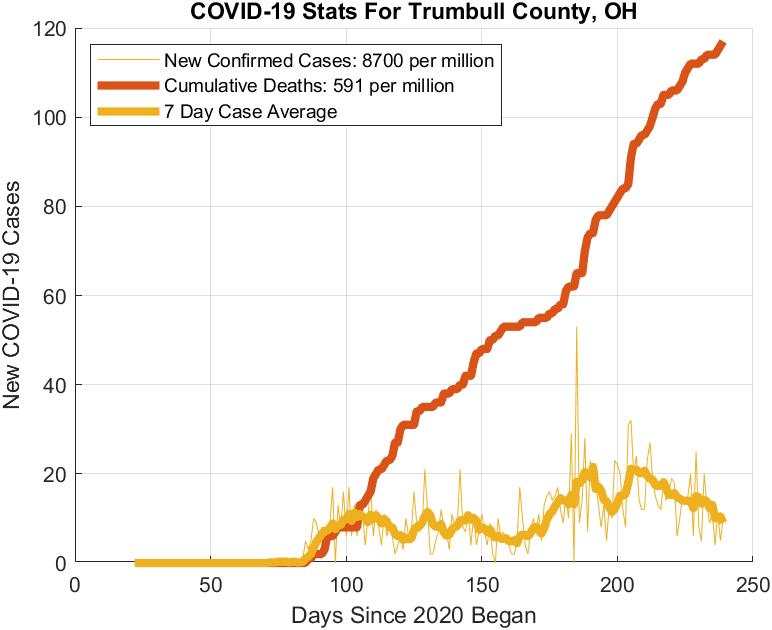 COVID-19 Stats For Trumbull County, OH
New Confirmed Cases: 8700 per million
Cumulative Deaths: 591 per million
7 Day Case Average
New COVID-19 Cases
120
100
80
60
40
20
0
0 50 100 150 200 250
Days Since 2020 Began